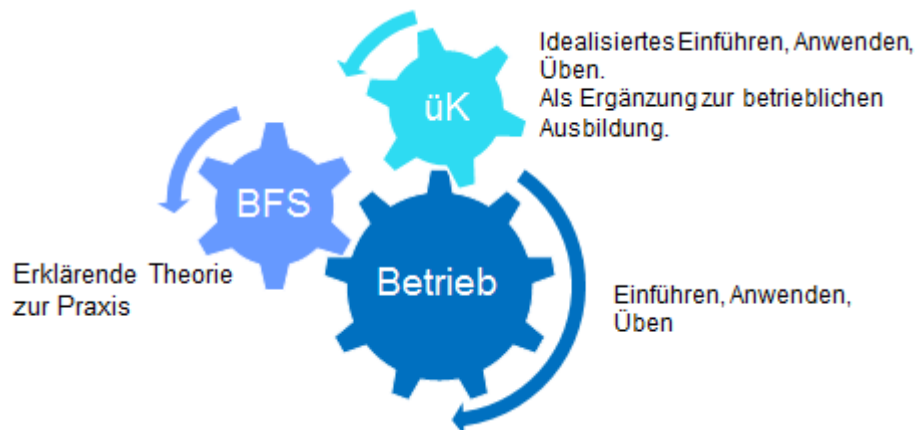 Idealisiertes Einführen, Anwenden,
Üben.
Als Ergänzung zur betrieblichen
Ausbildung.
üK
BFS
Betrieb
Erklärende Theorie
zur Praxis
Einführen, Anwenden,
Üben